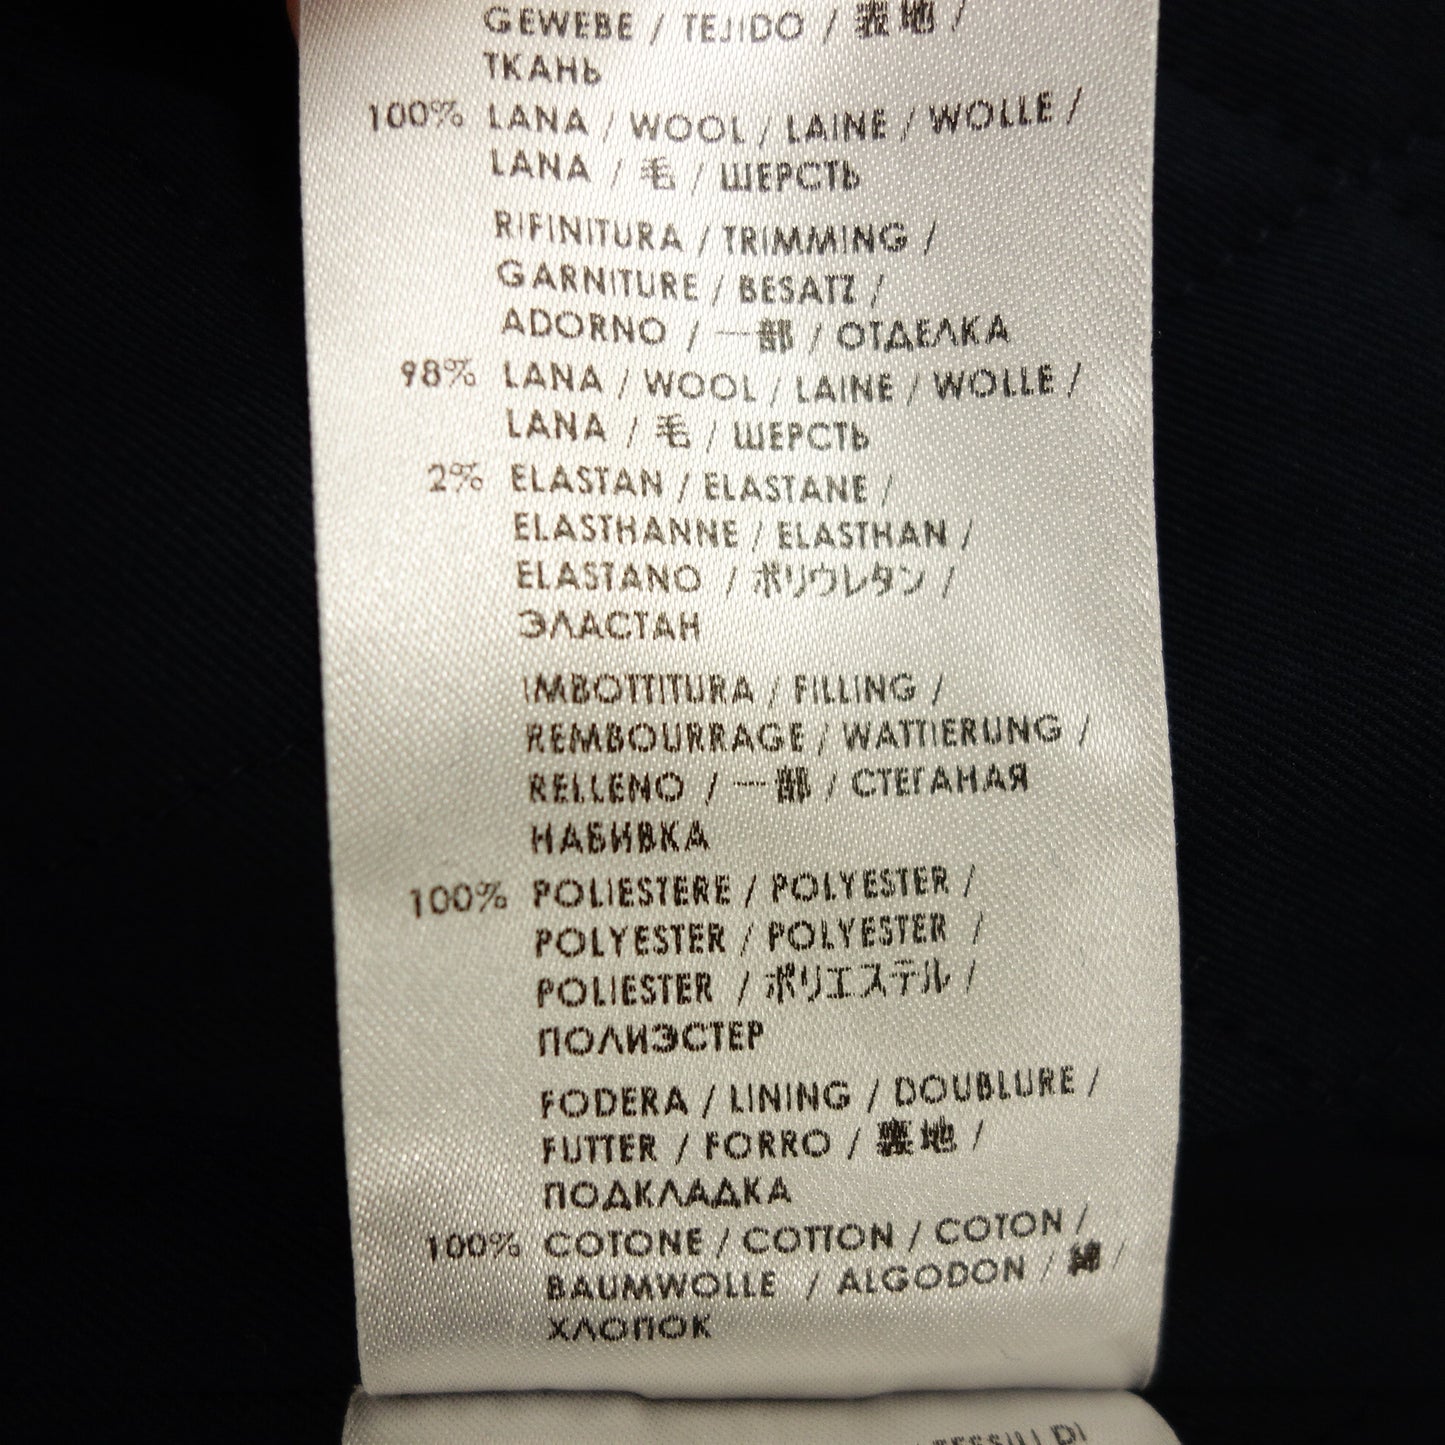 GEWEBE / TEJIDO / 表地 /
ТКАНЬ
100% LANA / WOOL / LAINE / WOLLE /
LANA / 毛 / ШЕРСТЬ
RIFINITURA / TRIMMING /
GARNITURE / BESATZ /
ADORNO / 一部 / ОТДЕЛКА
98% LANA / WOOL / LAINE / WOLLE /
LANA / 毛 / ШЕРСТЬ
2% ELASTAN / ELASTANE /
ELASTHANNE / ELASTHAN /
ELASTANO / ポリウレタン /
ЭЛАСТАН
IMBOTTITURA / FILLING /
REMBOURRAGE / WATTIERUNG /
RELLENO / 一部 / СТЕГАНАЯ
НАБИВКА
100% POLIESTERE / POLYESTER /
POLYESTER / POLYESTER /
POLIESTER / ポリエステル /
ПОЛИЭСТЕР
FODERA / LINING / DOUBLURE /
FUTTER / FORRO / 裏地 /
ПОДКЛАДКА
100% COTONE / COTTON / COTON /
BAUMWOLLE / ALGODON / 綿 /
ХЛОПОК
DI